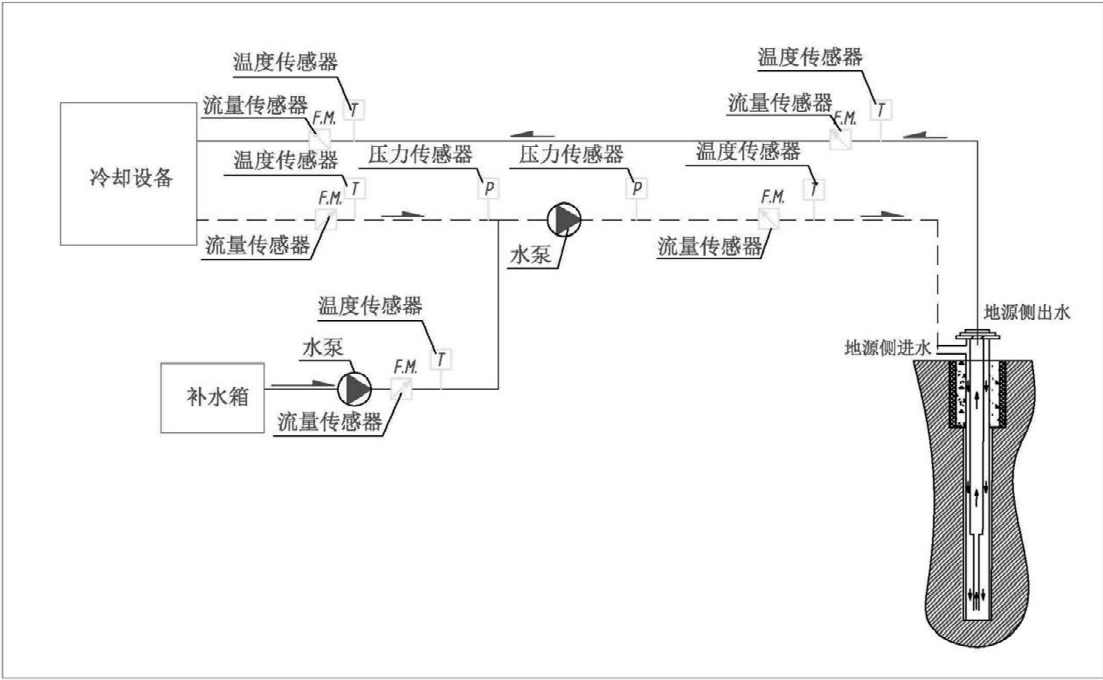 温度传感器
温度传感器
流量传感器
F.M.
T
流量传感器
F.M.
T
冷却设备
温度传感器
T
压力传感器
P
压力传感器
P
温度传感器
T
F.M.
F.M.
流量传感器
水泵
流量传感器
温度传感器
T
地源侧出水
水泵
F.M.
地源侧进水
补水箱
流量传感器